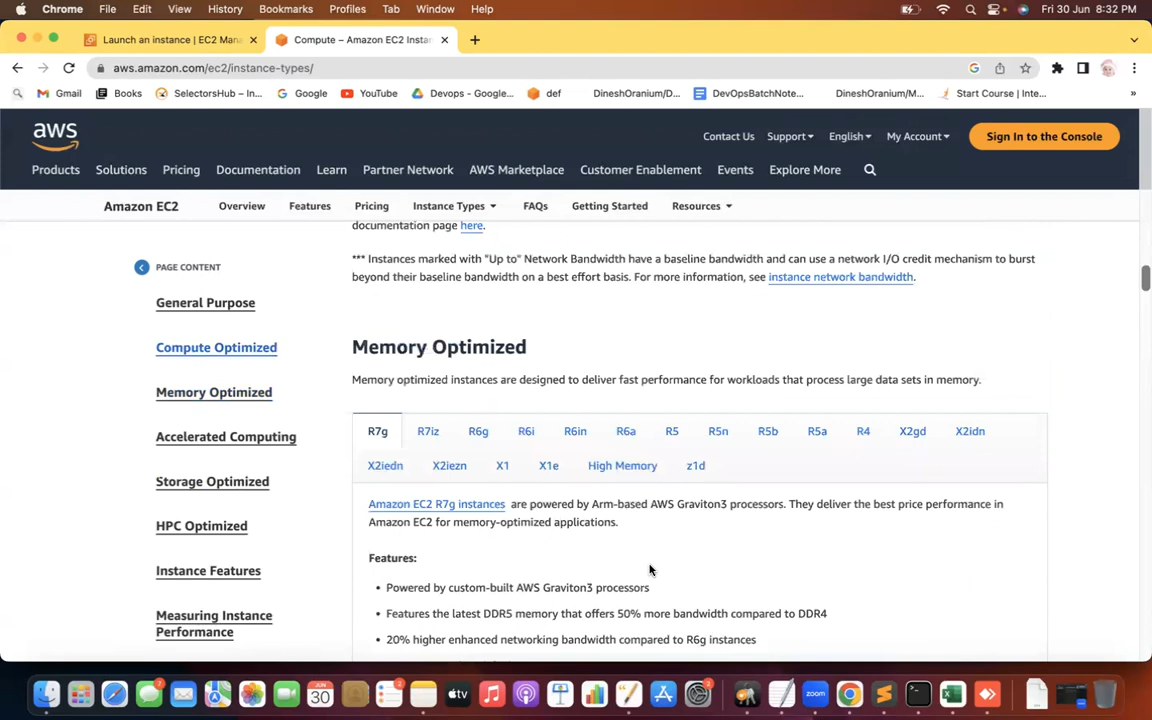 Chrome File Edit View History Bookmarks Profiles Tab Window Help Fri 30 Jun 8:32 PM
Launch an instance | EC2 Mana
Compute – Amazon EC2 Instan
aws.amazon.com/ec2/instance-types/
Gmail Books SelectorsHub – In... Google YouTube Devops - Google... def DineshOranium/D... DevOpsBatchNote... DineshOranium/M... Start Course | Inte... »
aws
Contact Us Support English My Account Sign In to the Console
Products Solutions Pricing Documentation Learn Partner Network AWS Marketplace Customer Enablement Events Explore More
Amazon EC2 Overview Features Pricing Instance Types FAQs Getting Started Resources
documentation page here.
*** Instances marked with "Up to" Network Bandwidth have a baseline bandwidth and can use a network I/O credit mechanism to burst
beyond their baseline bandwidth on a best effort basis. For more information, see instance network bandwidth.
PAGE CONTENT
General Purpose
Compute Optimized
Memory Optimized
Accelerated Computing
Storage Optimized
HPC Optimized
Instance Features
Measuring Instance
Performance
Memory Optimized
Memory optimized instances are designed to deliver fast performance for workloads that process large data sets in memory.
R7g R7iz R6g R6i R6in R6a R5 R5n R5b R5a R4 X2gd X2idn
X2iedn X2iezn X1 X1e High Memory z1d
Amazon EC2 R7g instances are powered by Arm-based AWS Graviton3 processors. They deliver the best price performance in
Amazon EC2 for memory-optimized applications.
Features:
• Powered by custom-built AWS Graviton3 processors
• Features the latest DDR5 memory that offers 50% more bandwidth compared to DDR4
• 20% higher enhanced networking bandwidth compared to R6g instances
JUN
30
tv
zoom